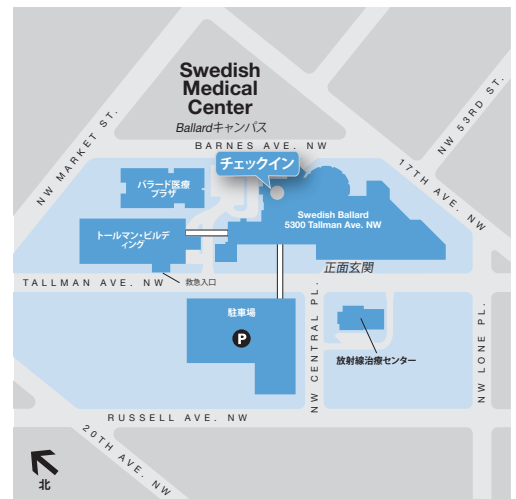 Swedish
Medical
Center
Ballardキャンパス
BARNES AVE. NW
NW MARKET ST.
NW 53RD ST.
17TH AVE. NW
チェックイン
バラード医療
プラザ
トールマン・ビルデ
ィング
Swedish Ballard
5300 Tallman Ave. NW
正面玄関
TALLMAN AVE. NW
救急入口
駐車場
P
NW CENTRAL PL.
放射線治療センター
NW LONE PL.
RUSSELL AVE. NW
20TH AVE. NW
北